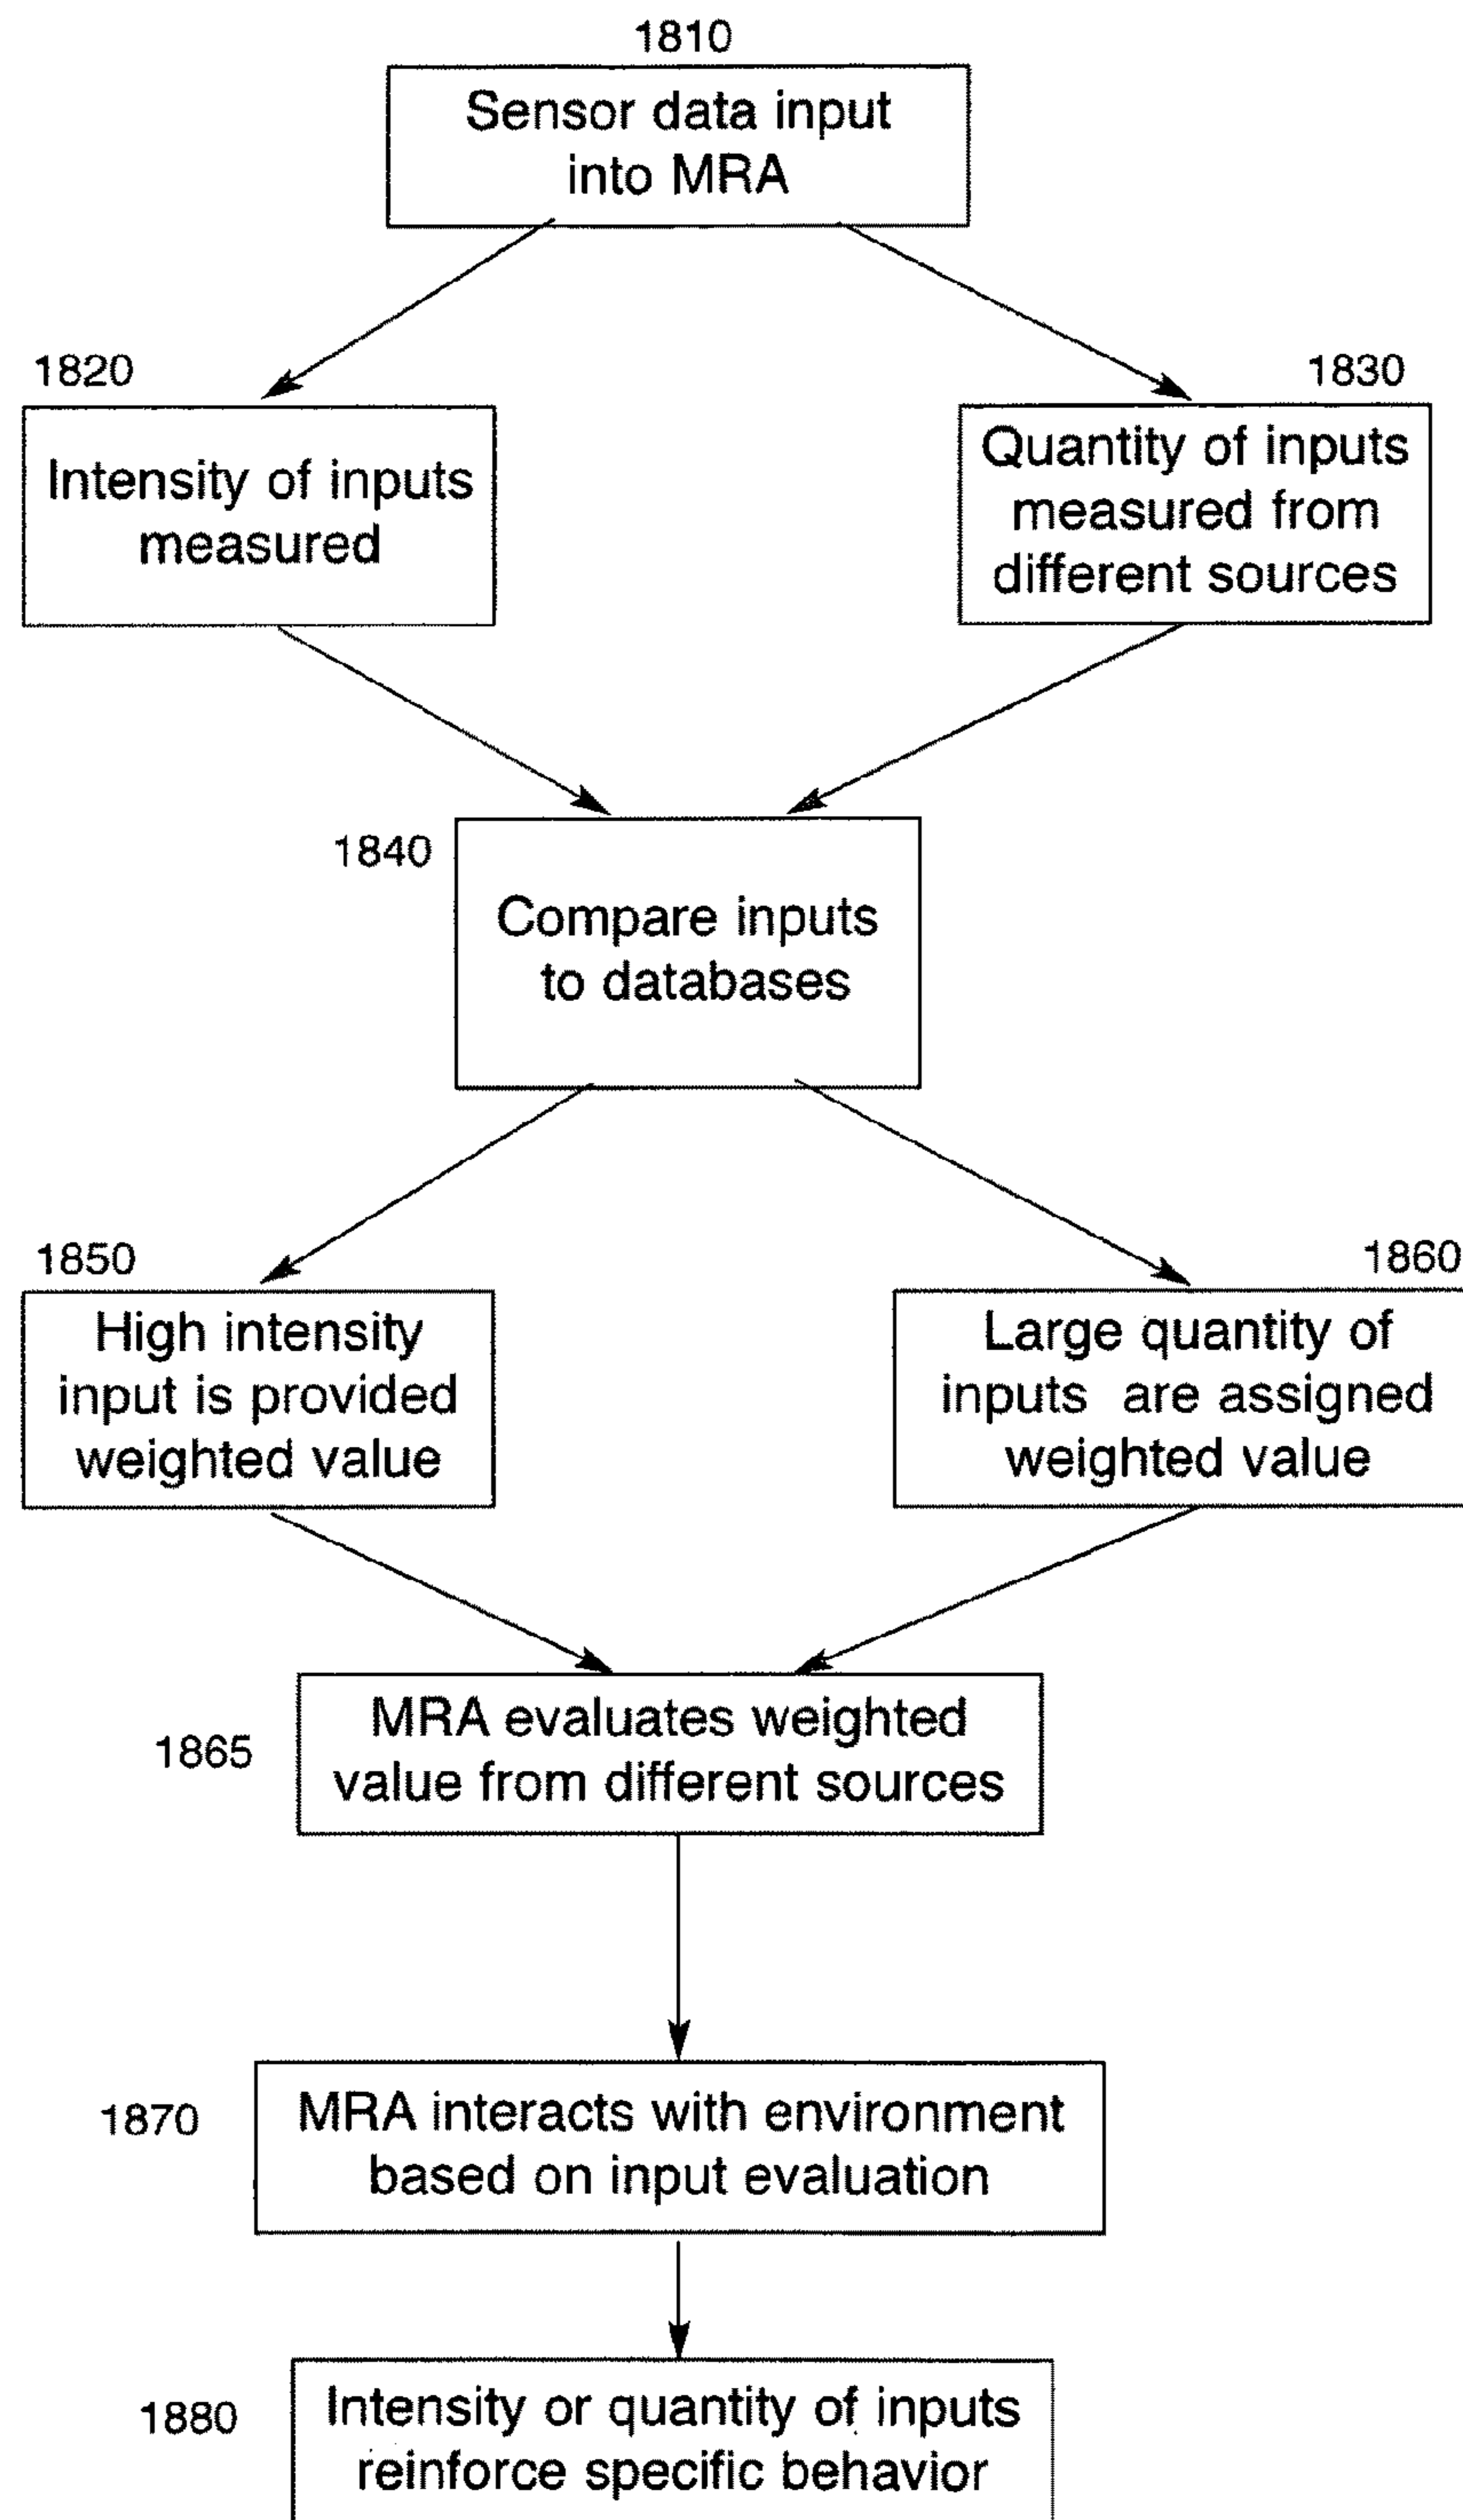 1810
Sensor data input
into MRA
1820
Intensity of inputs
measured
1830
Quantity of inputs
measured from
different sources
1840
Compare inputs
to databases
1850
High intensity
input is provided
weighted value
1860
Large quantity of
inputs are assigned
weighted value
1865
MRA evaluates weighted
value from different sources
1870
MRA interacts with environment
based on input evaluation
1880
Intensity or quantity of inputs
reinforce specific behavior